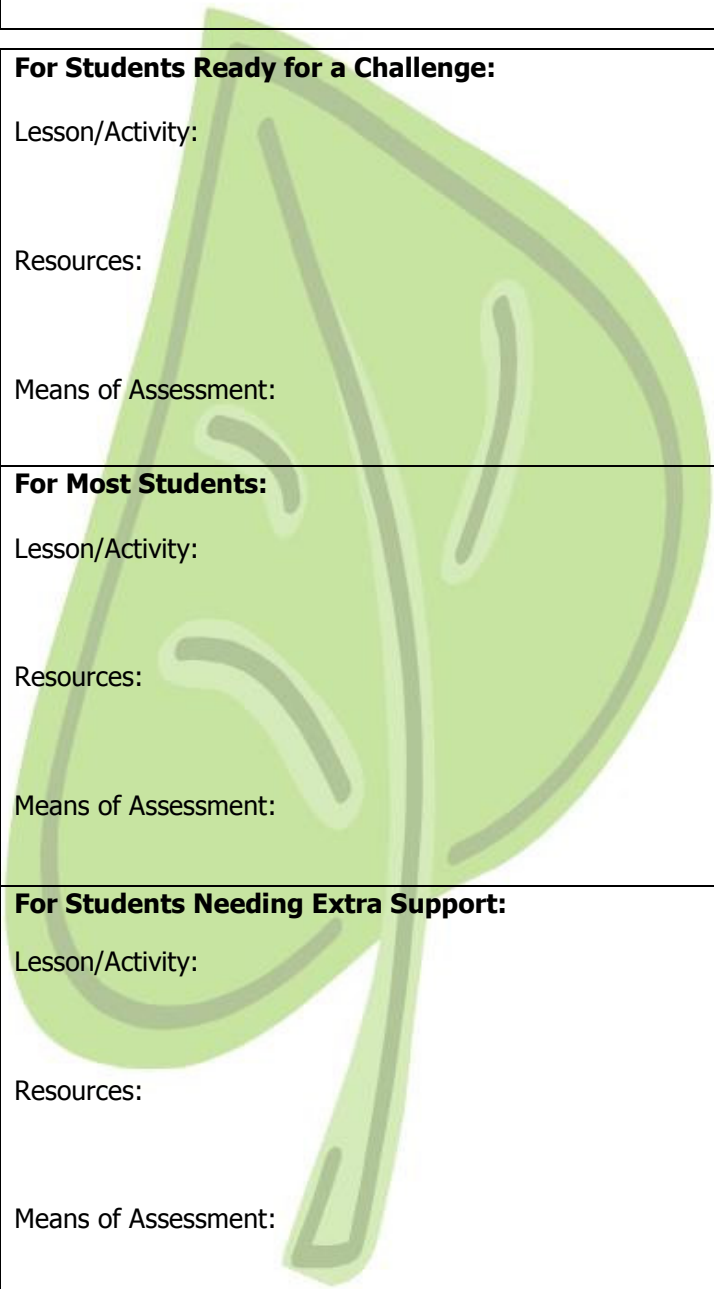 For Students Ready for a Challenge:
Lesson/Activity:
Resources:
Means of Assessment:
For Most Students:
Lesson/Activity:
Resources:
Means of Assessment:
For Students Needing Extra Support:
Lesson/Activity:
Resources:
Means of Assessment: